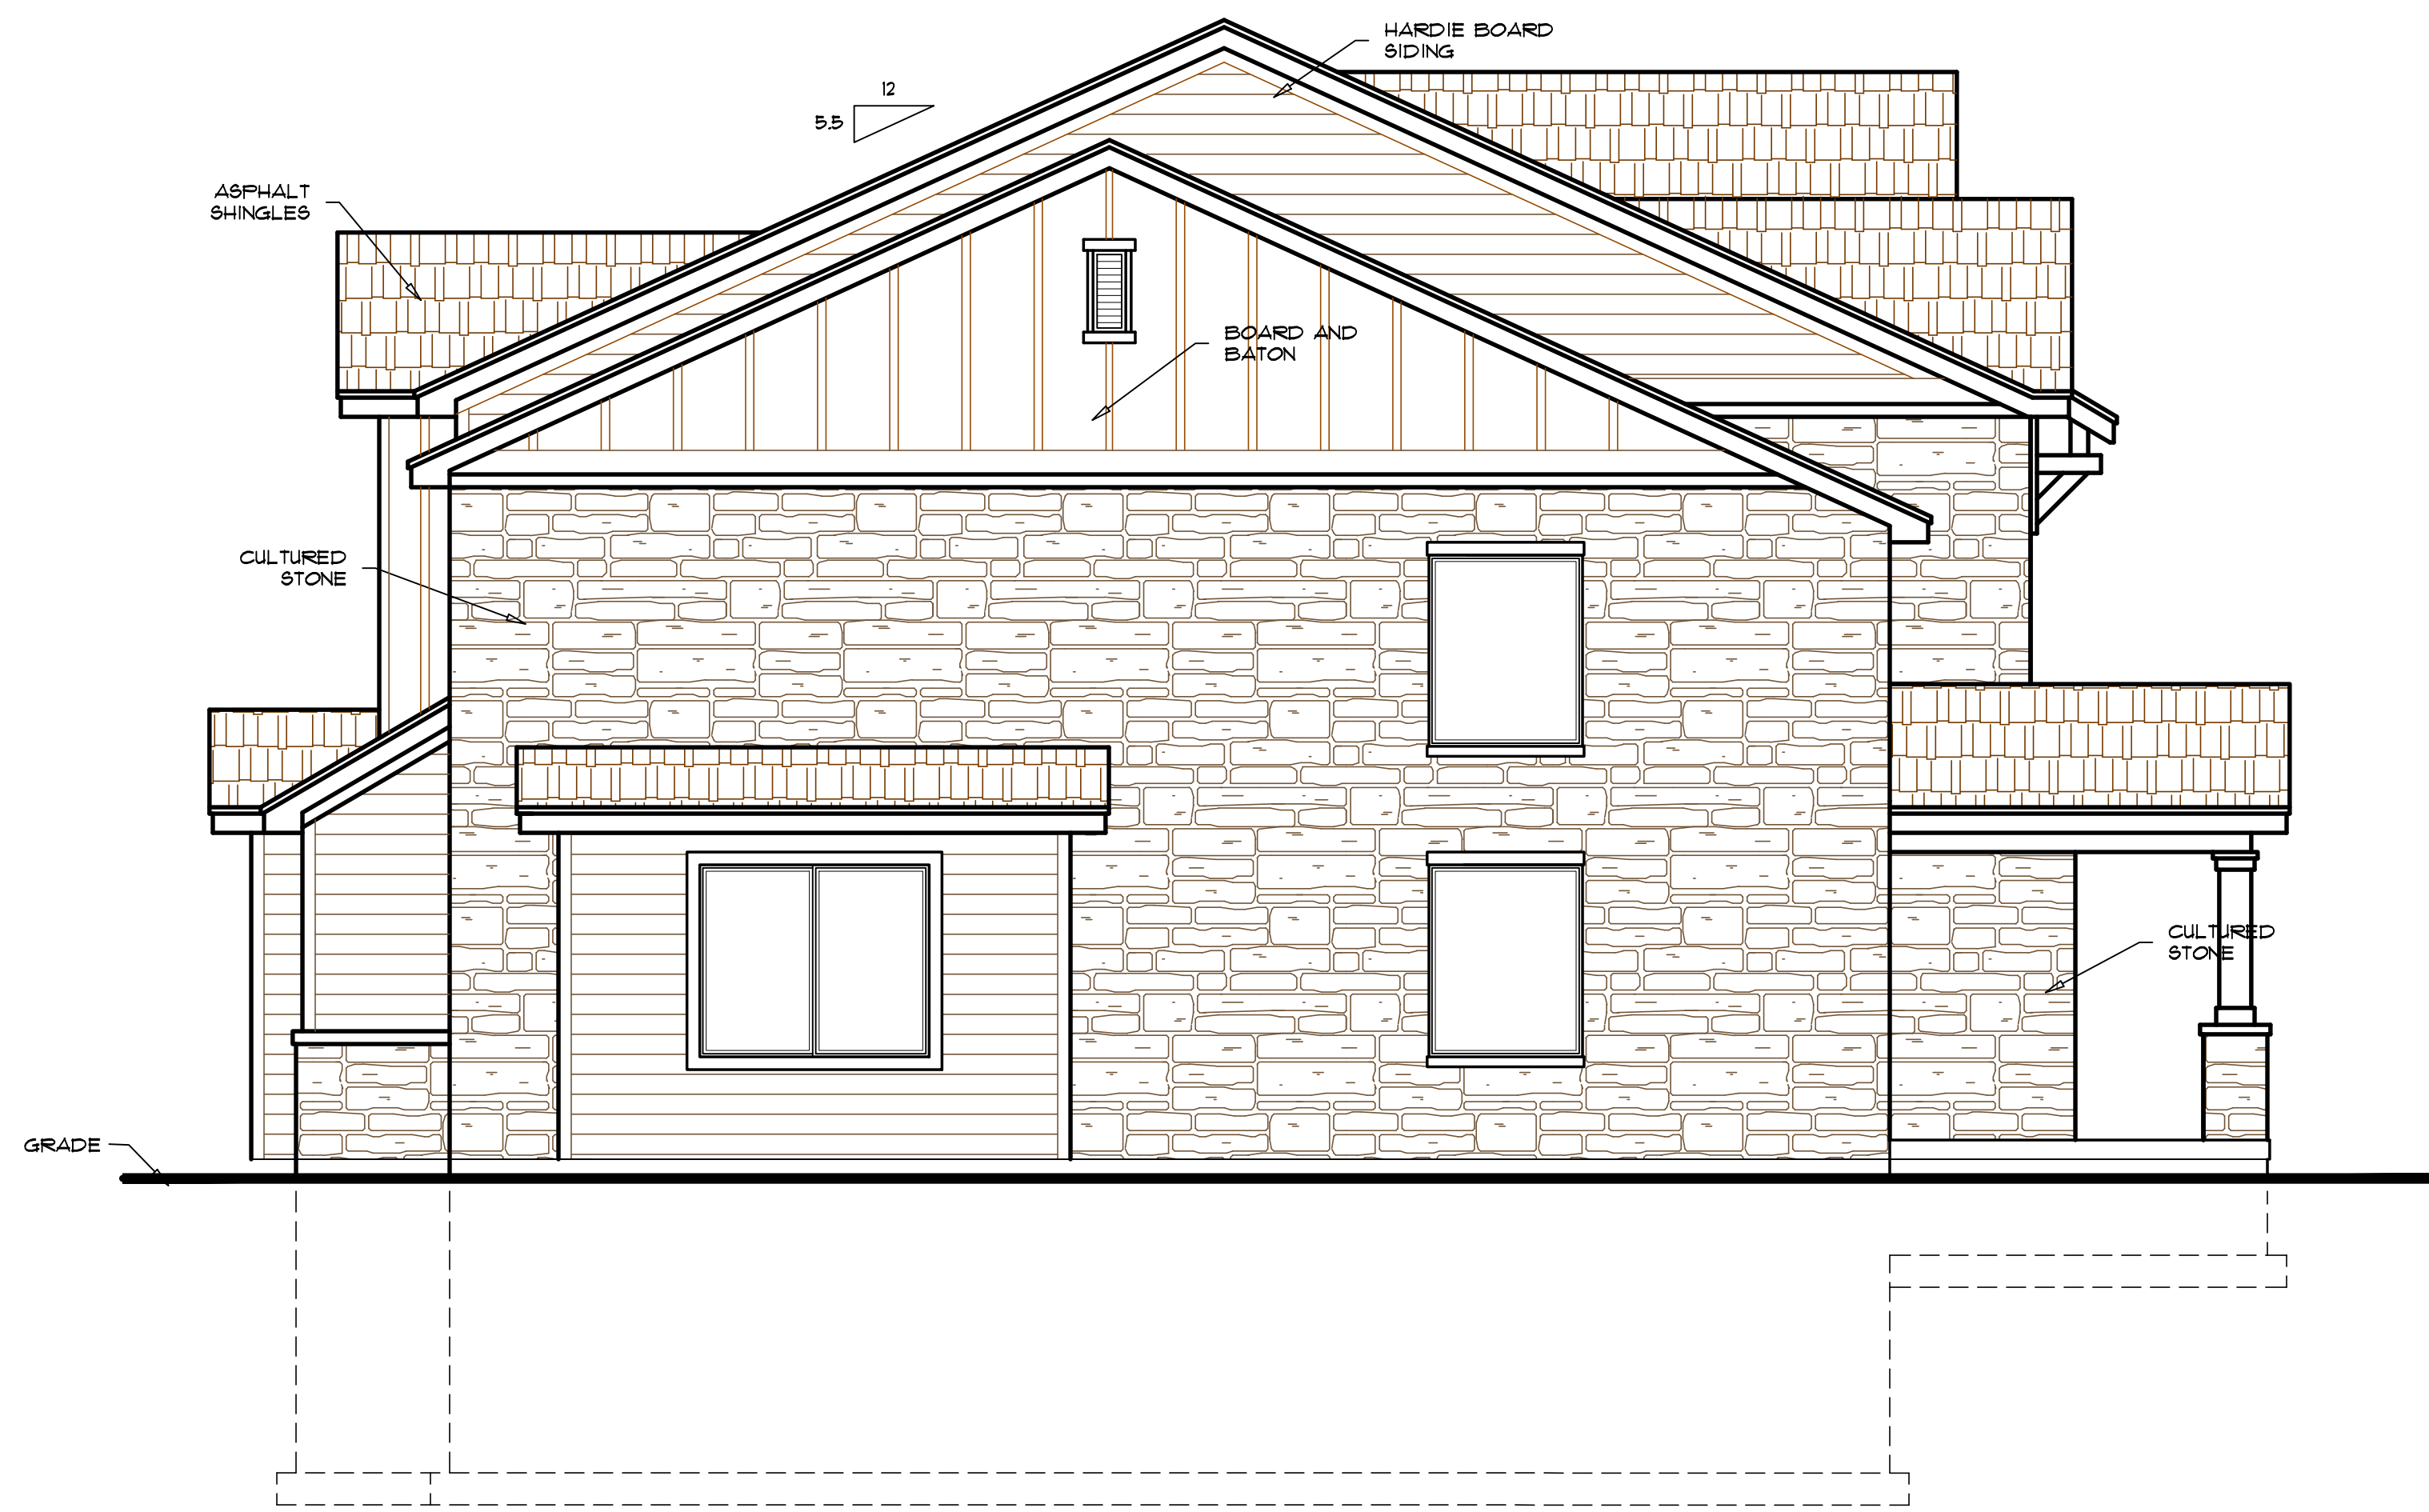 HARDIE BOARD
SIDING
12
5.5
ASPHALT
SHINGLES
BOARD AND
BATON
CULTURED
STONE
CULTURED
STONE
GRADE